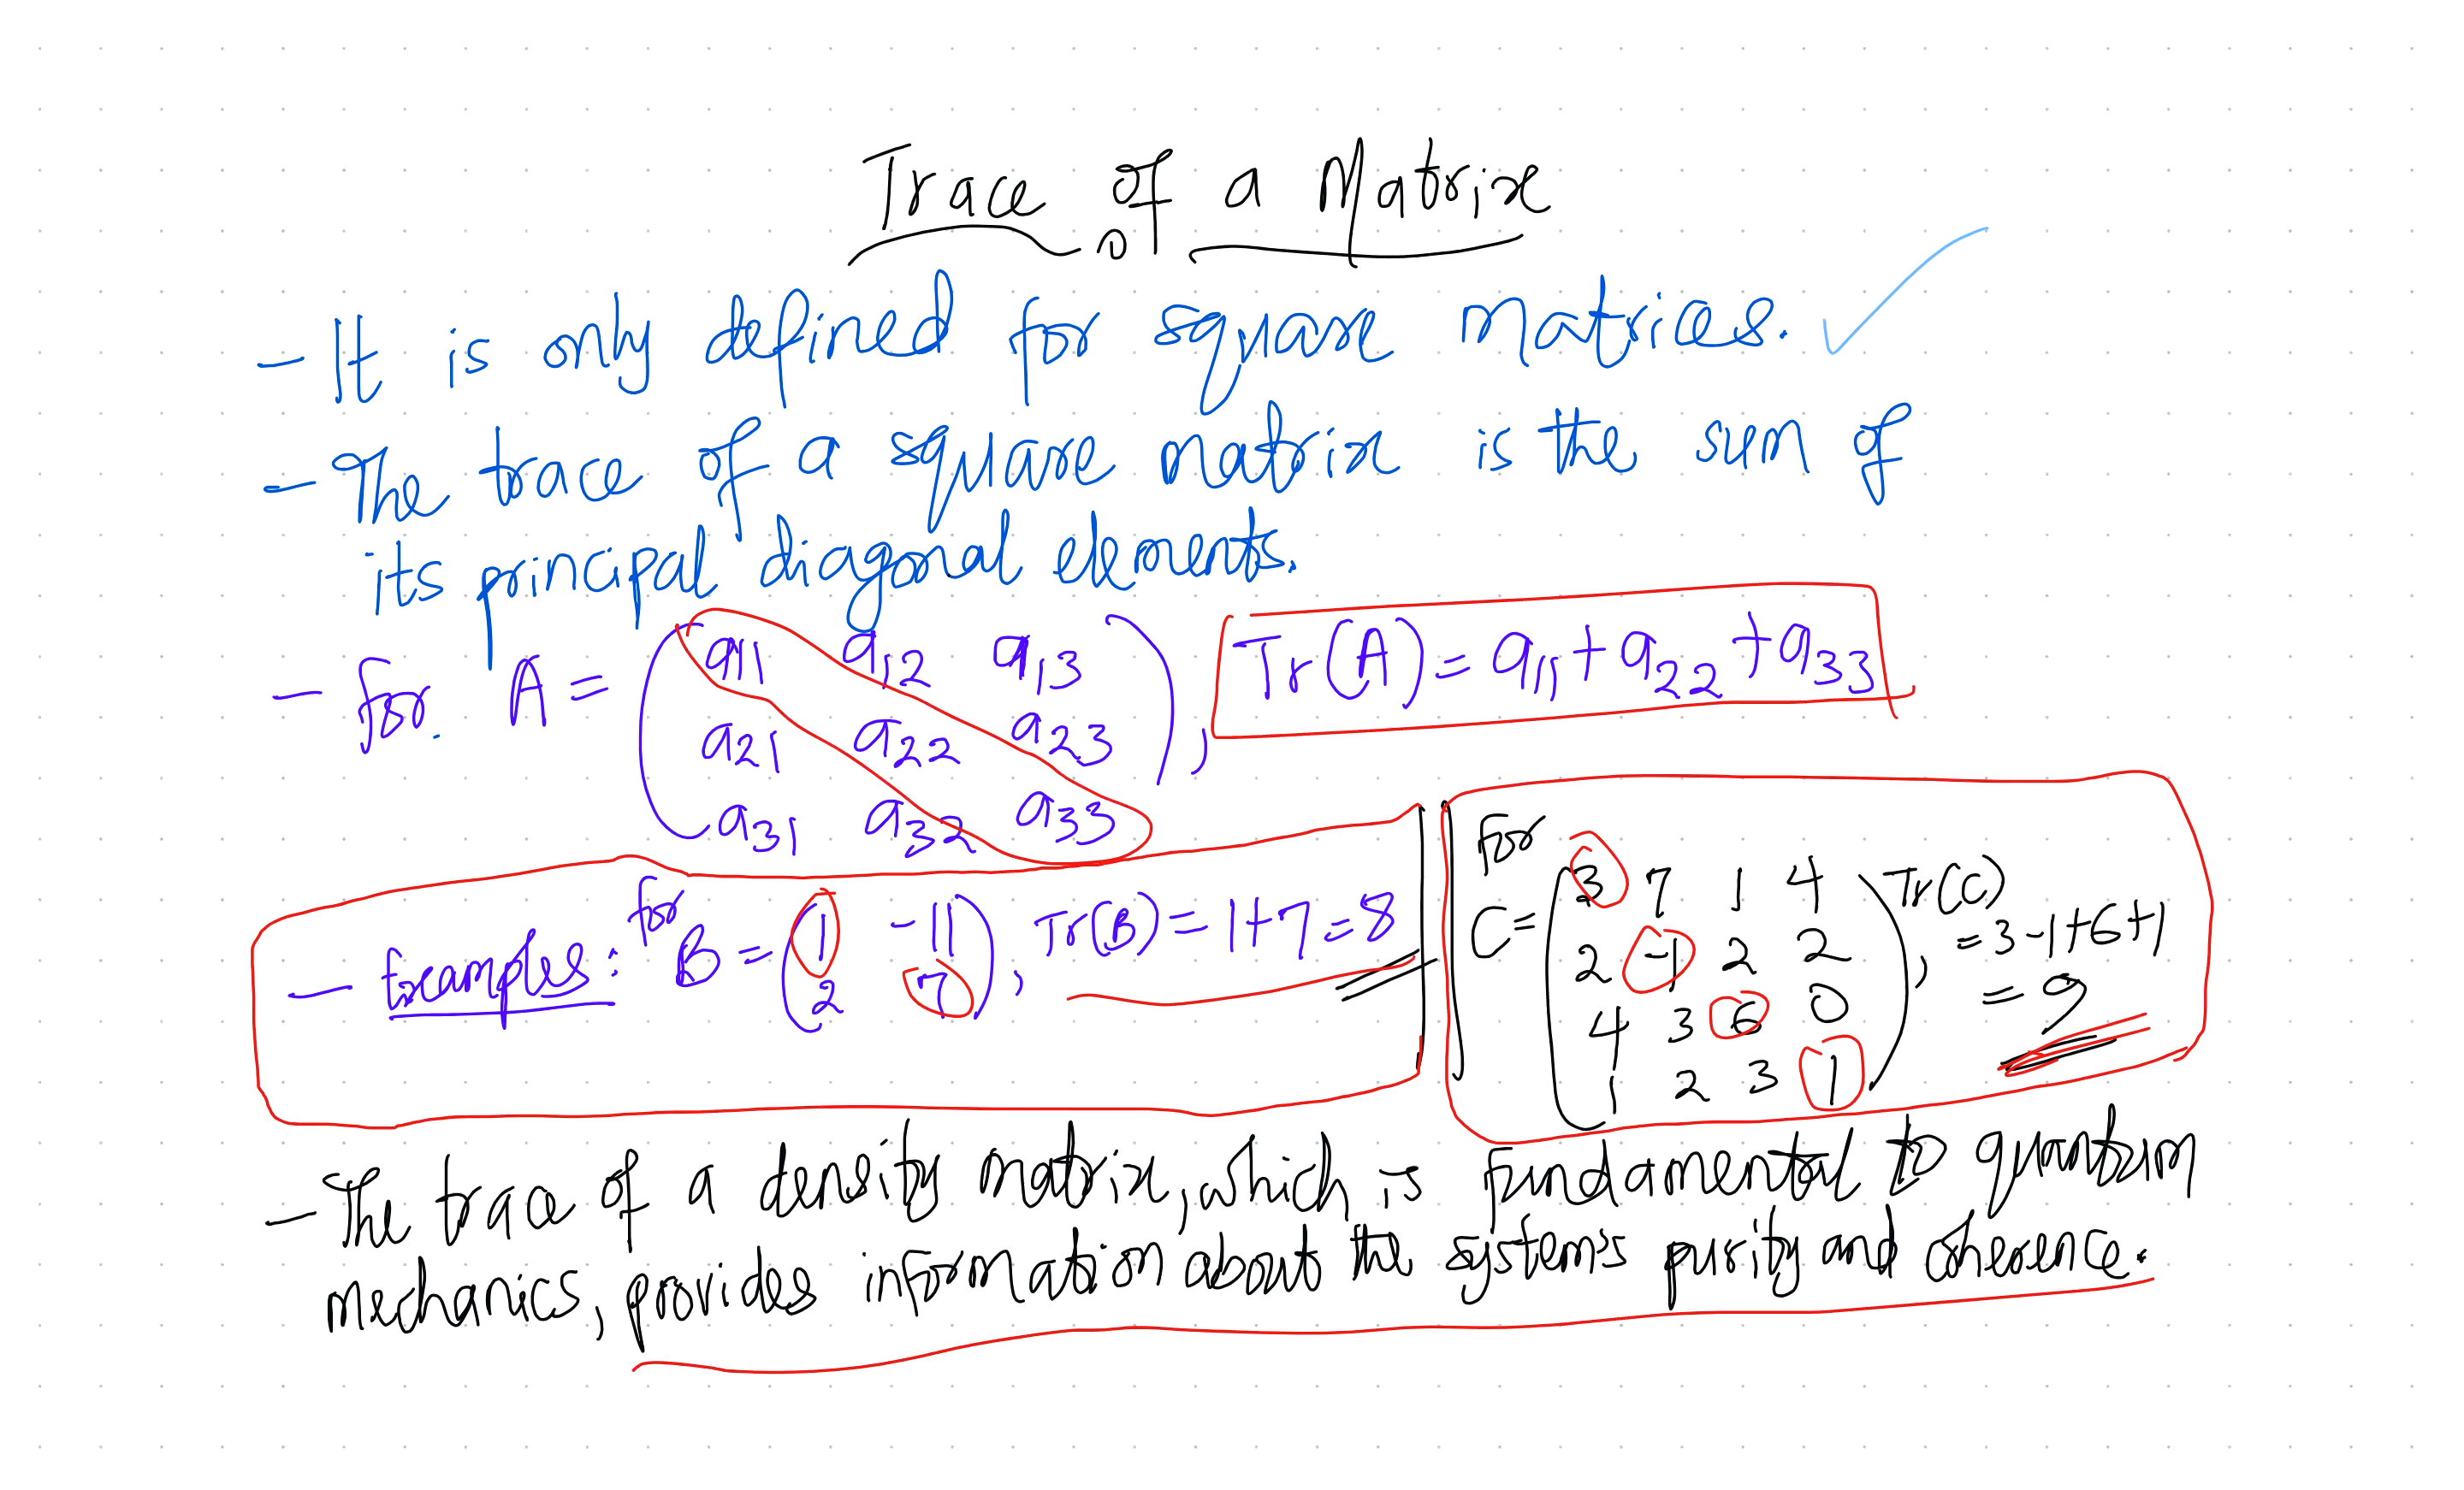 Trace of a Matrix
- It is only defined for square matrices.
- The trace of a square matrix is the sum of
its principal diagonal elements.
- for A = ( a11 a12 a13 ), Tr(A) = a11 + a22 + a33
a21 a22 a23
a31 a32 a33
- Example: for B = ( 1 -11 ), Tr(B) = 1 + 7 = 8
2 7
For
C = ( 3 7 1 4 ), Tr(C)
2 -1 2 2 = 3 - 1 + 6 + 1
4 3 6 0 = 9
1 2 3 1
- The trace of a density matrix, which is fundamental to quantum
mechanics, provides information about the system's purity and coherence.